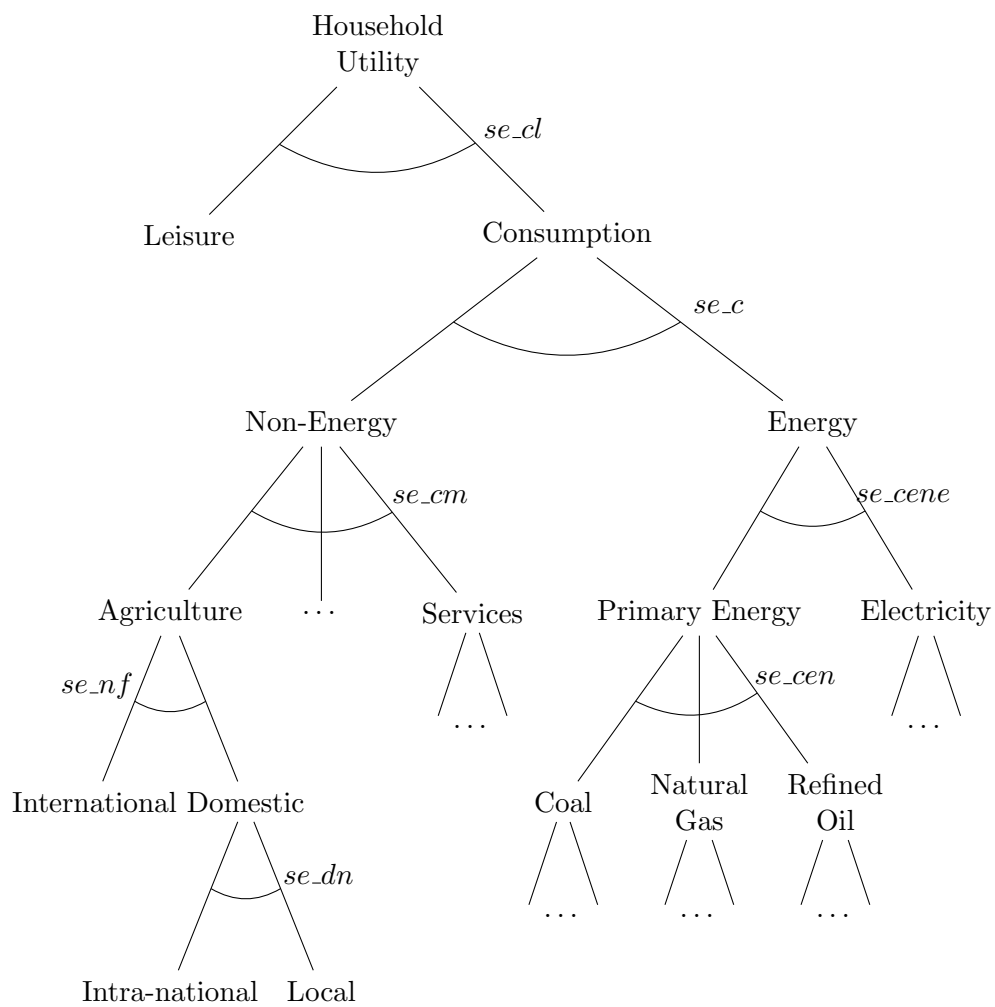 Household
Utility
se_cl
Leisure
Consumption
se_c
Non-Energy
Energy
se_cm
se_cene
Agriculture
...
Services
Primary Energy
Electricity
se_nf
se_cen
...
...
International
Domestic
Coal
Natural
Gas
Refined
Oil
se_dn
...
...
...
Intra-national
Local